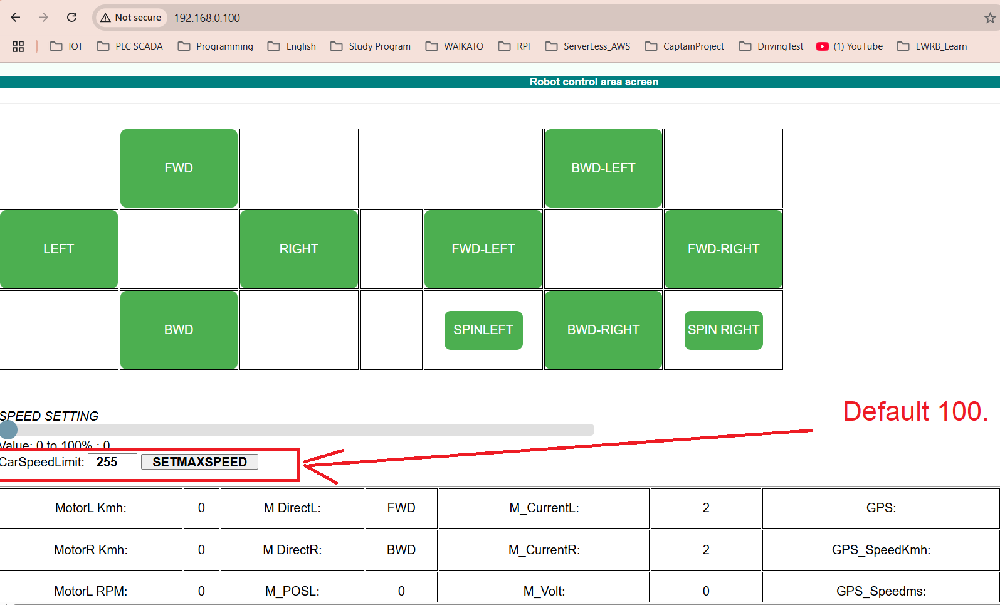 Not secure 192.168.0.100
IOT PLC SCADA Programming English Study Program WAIKATO RPI ServerLess_AWS CaptainProject DrivingTest (1) YouTube EWRB_Learn
Robot control area screen
FWD BWD-LEFT
LEFT RIGHT FWD-LEFT FWD-RIGHT
BWD SPINLEFT BWD-RIGHT SPIN RIGHT
SPEED SETTING
Default 100.
Value: 0 to 100% : 0
CarSpeedLimit: 255 SETMAXSPEED
MotorL Kmh: 0 M DirectL: FWD M_CurrentL: 2 GPS:
MotorR Kmh: 0 M DirectR: BWD M_CurrentR: 2 GPS_SpeedKmh:
MotorL RPM: 0 M_POSL: 0 M_Volt: 0 GPS_Speedms: